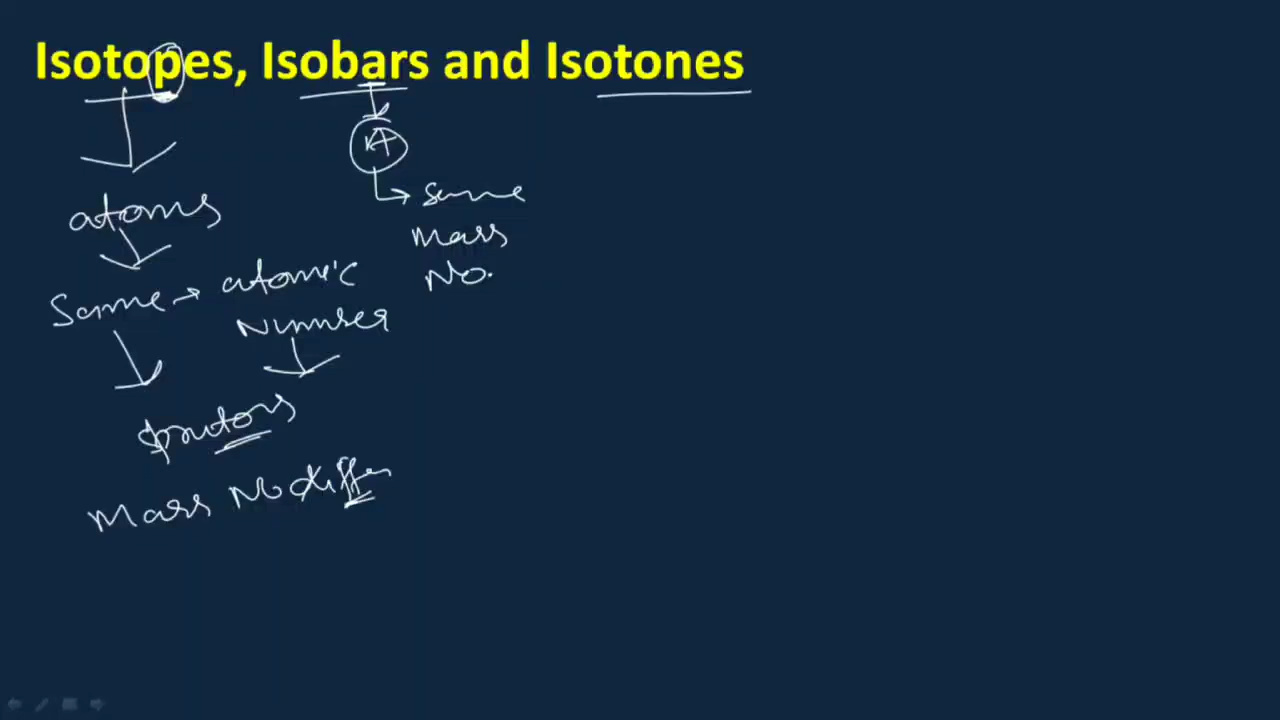 Isotopes, Isobars and Isotones
A
atoms
Same → atomic
Number
protons
Mass No differ
same
Mass
No.